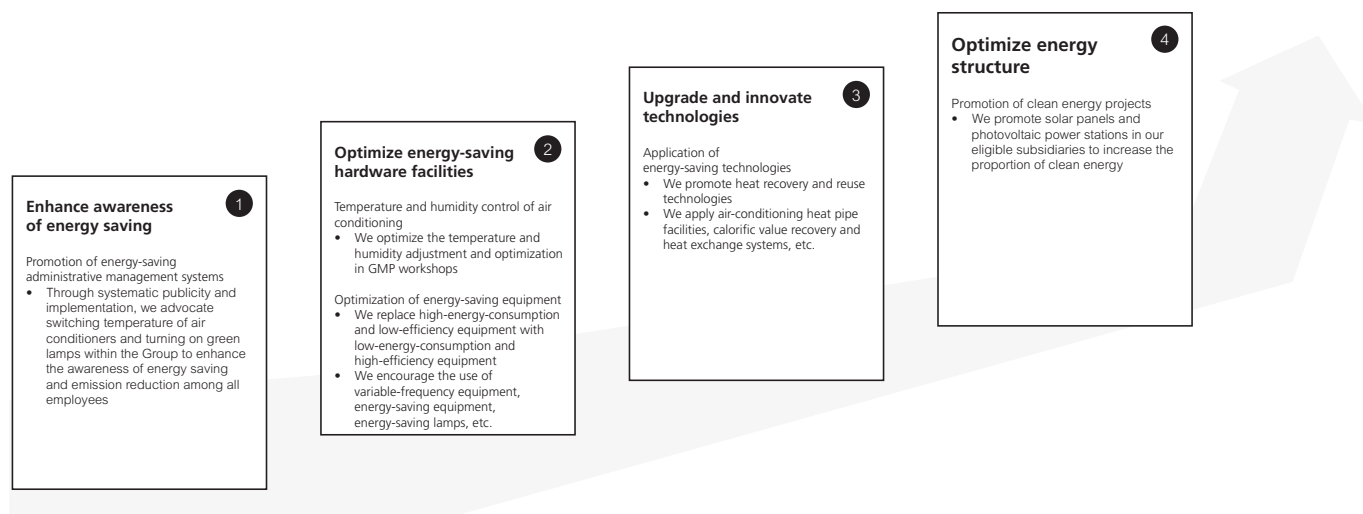 1
Enhance awareness
of energy saving
Promotion of energy-saving
administrative management systems
• Through systematic publicity and
implementation, we advocate
switching temperature of air
conditioners and turning on green
lamps within the Group to enhance
the awareness of energy saving
and emission reduction among all
employees
2
Optimize energy-saving
hardware facilities
Temperature and humidity control of air
conditioning
• We optimize the temperature and
humidity adjustment and optimization
in GMP workshops
Optimization of energy-saving equipment
• We replace high-energy-consumption
and low-efficiency equipment with
low-energy-consumption and
high-efficiency equipment
• We encourage the use of
variable-frequency equipment,
energy-saving equipment,
energy-saving lamps, etc.
3
Upgrade and innovate
technologies
Application of
energy-saving technologies
• We promote heat recovery and reuse
technologies
• We apply air-conditioning heat pipe
facilities, calorific value recovery and
heat exchange systems, etc.
4
Optimize energy
structure
Promotion of clean energy projects
• We promote solar panels and
photovoltaic power stations in our
eligible subsidiaries to increase the
proportion of clean energy